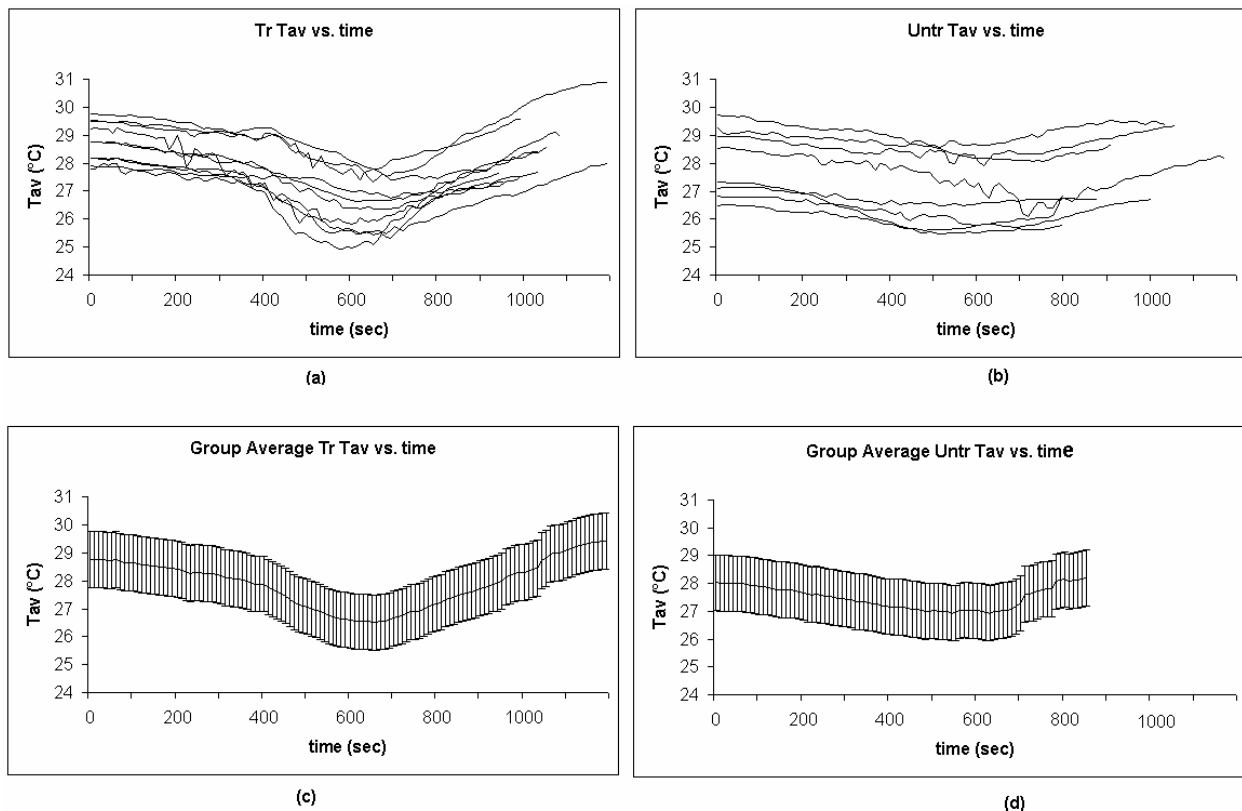 Tr Tav vs. time
31
30
29
28
27
26
25
24
Tav (°C)
0 200 400 600 800 1000
time (sec)
(a)
Untr Tav vs. time
31
30
29
28
27
26
25
24
Tav (°C)
0 200 400 600 800 1000
time (sec)
(b)
Group Average Tr Tav vs. time
31
30
29
28
27
26
25
24
Tav (°C)
0 200 400 600 800 1000
time (sec)
(c)
Group Average Untr Tav vs. time
31
30
29
28
27
26
25
24
Tav (°C)
0 200 400 600 800 1000
time (sec)
(d)